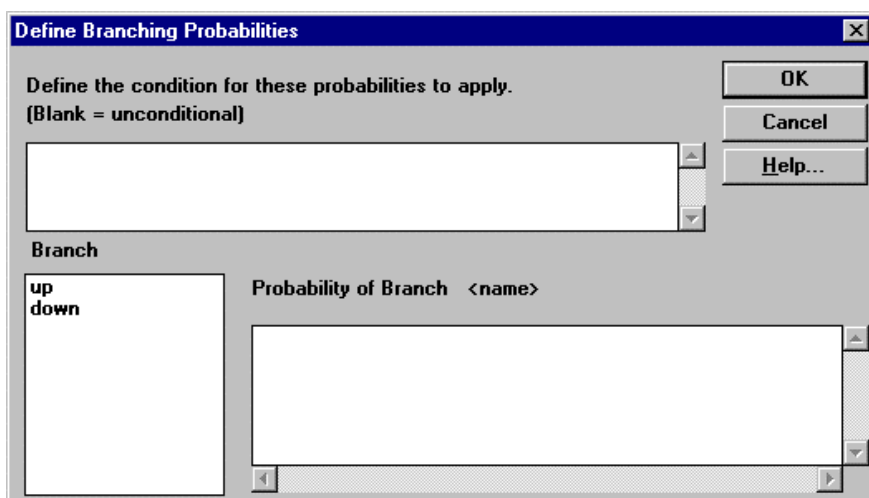 Define Branching Probabilities
Define the condition for these probabilities to apply.
(Blank = unconditional)
OK
Cancel
Help...
Branch
up
down
Probability of Branch <name>